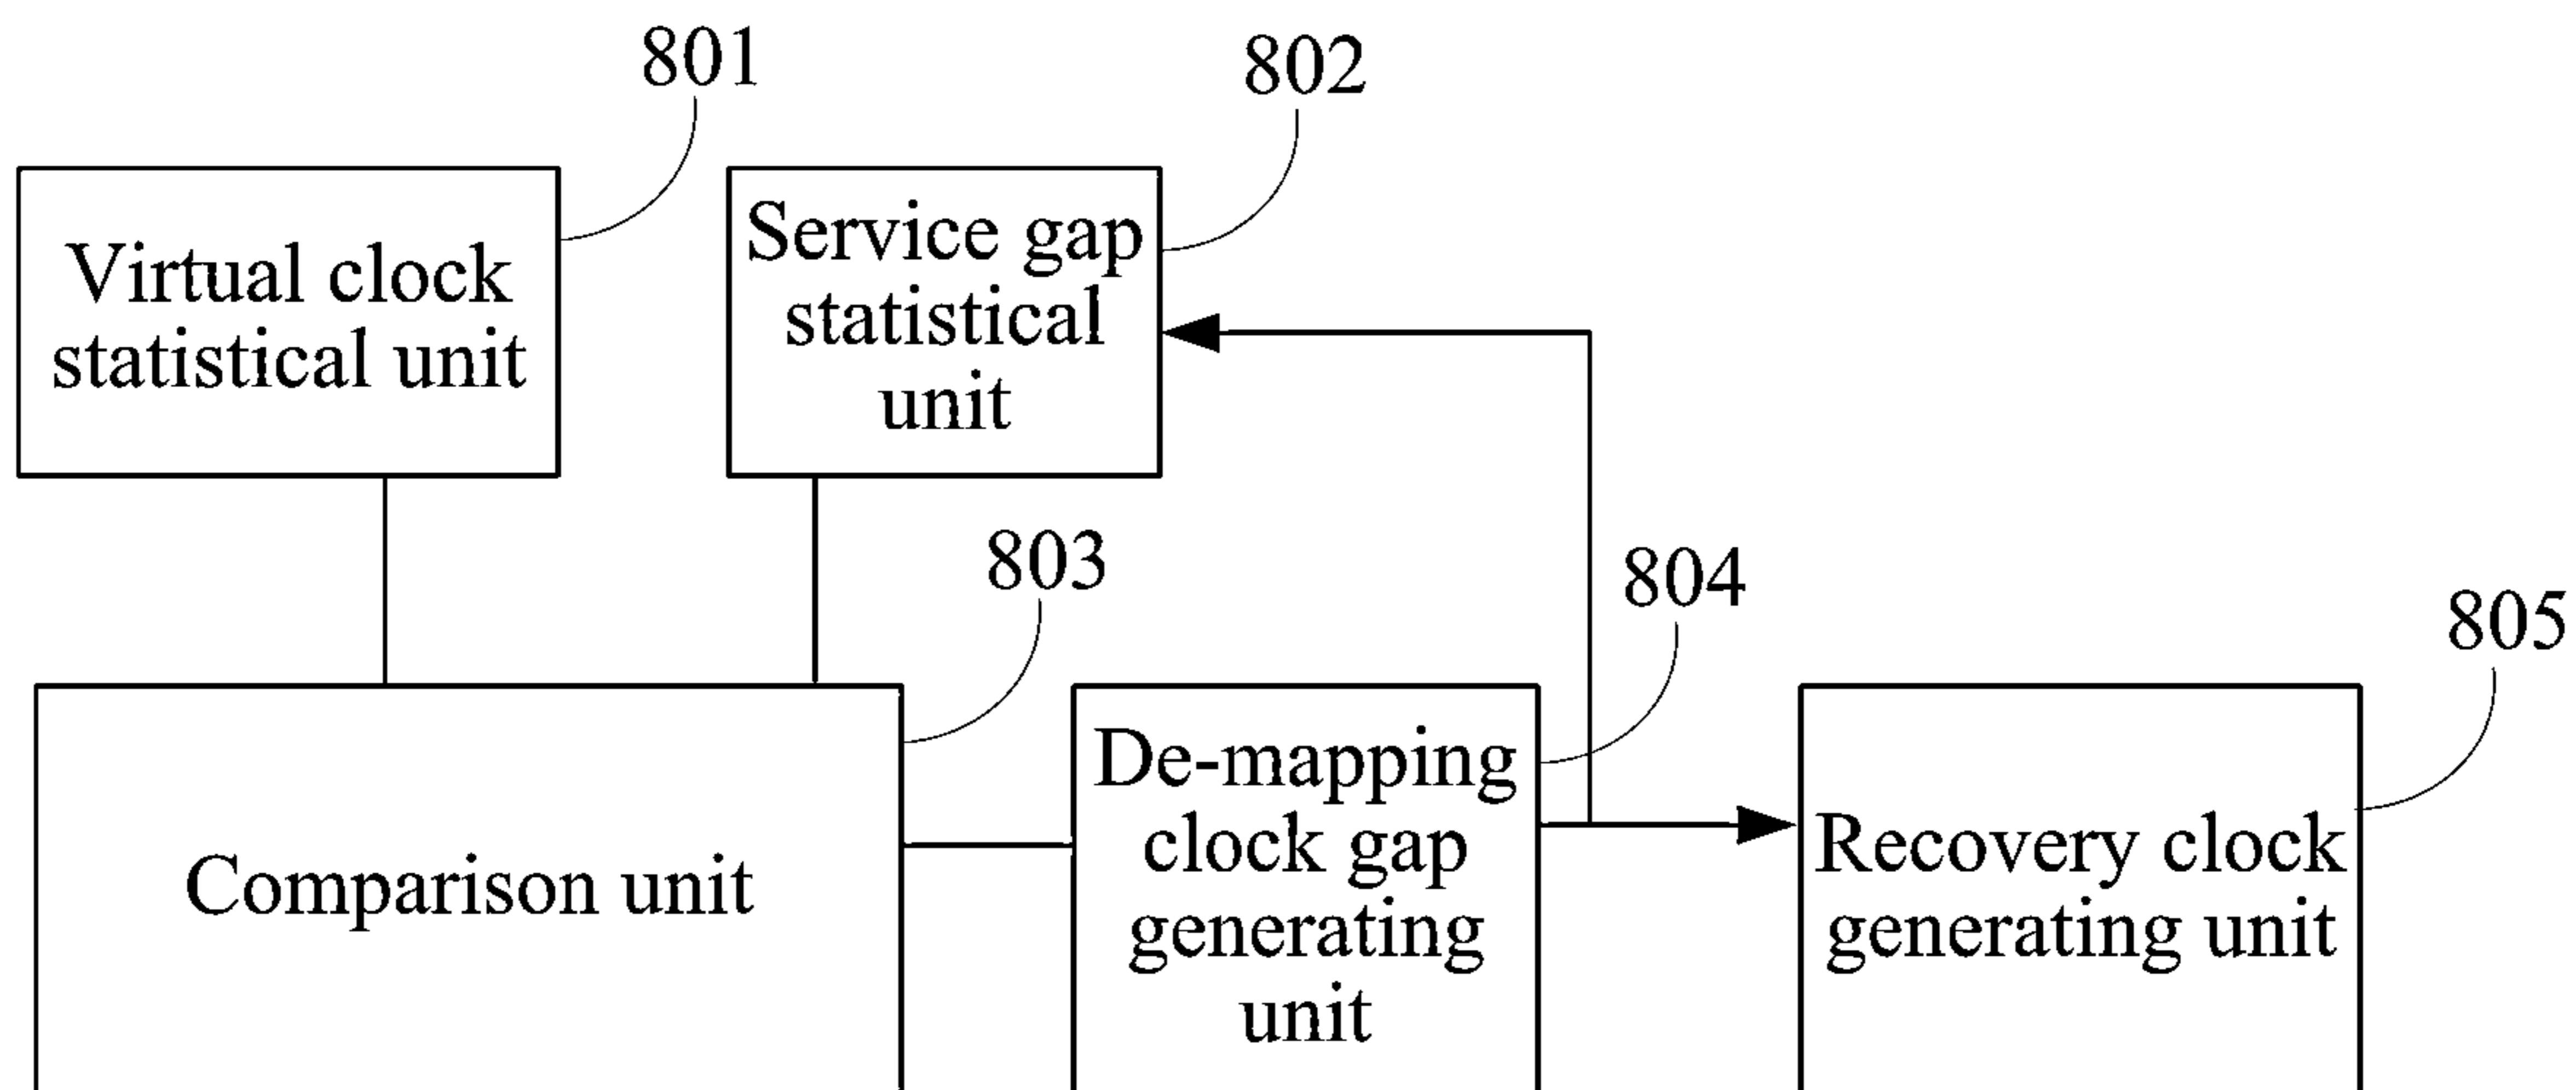 801
802
Virtual clock
statistical unit
Service gap
statistical
unit
803
804
805
Comparison unit
De-mapping
clock gap
generating
unit
Recovery clock
generating unit